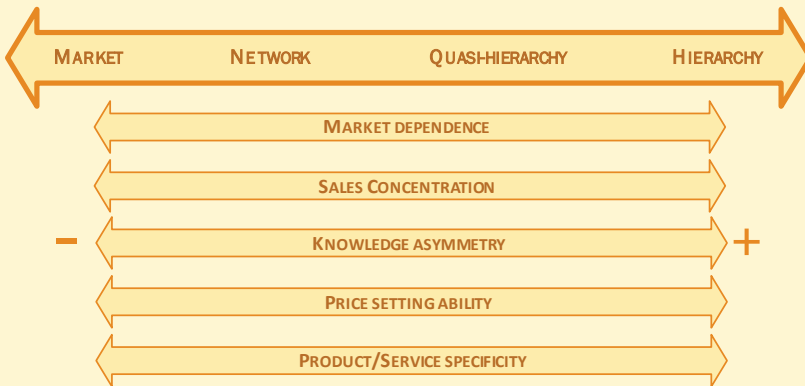 MARKET NETWORK QUASI-HIERARCHY HIERARCHY
MARKET DEPENDENCE
SALES CONCENTRATION
- KNOWLEDGE ASYMMETRY +
PRICE SETTING ABILITY
PRODUCT/SERVICE SPECIFICITY